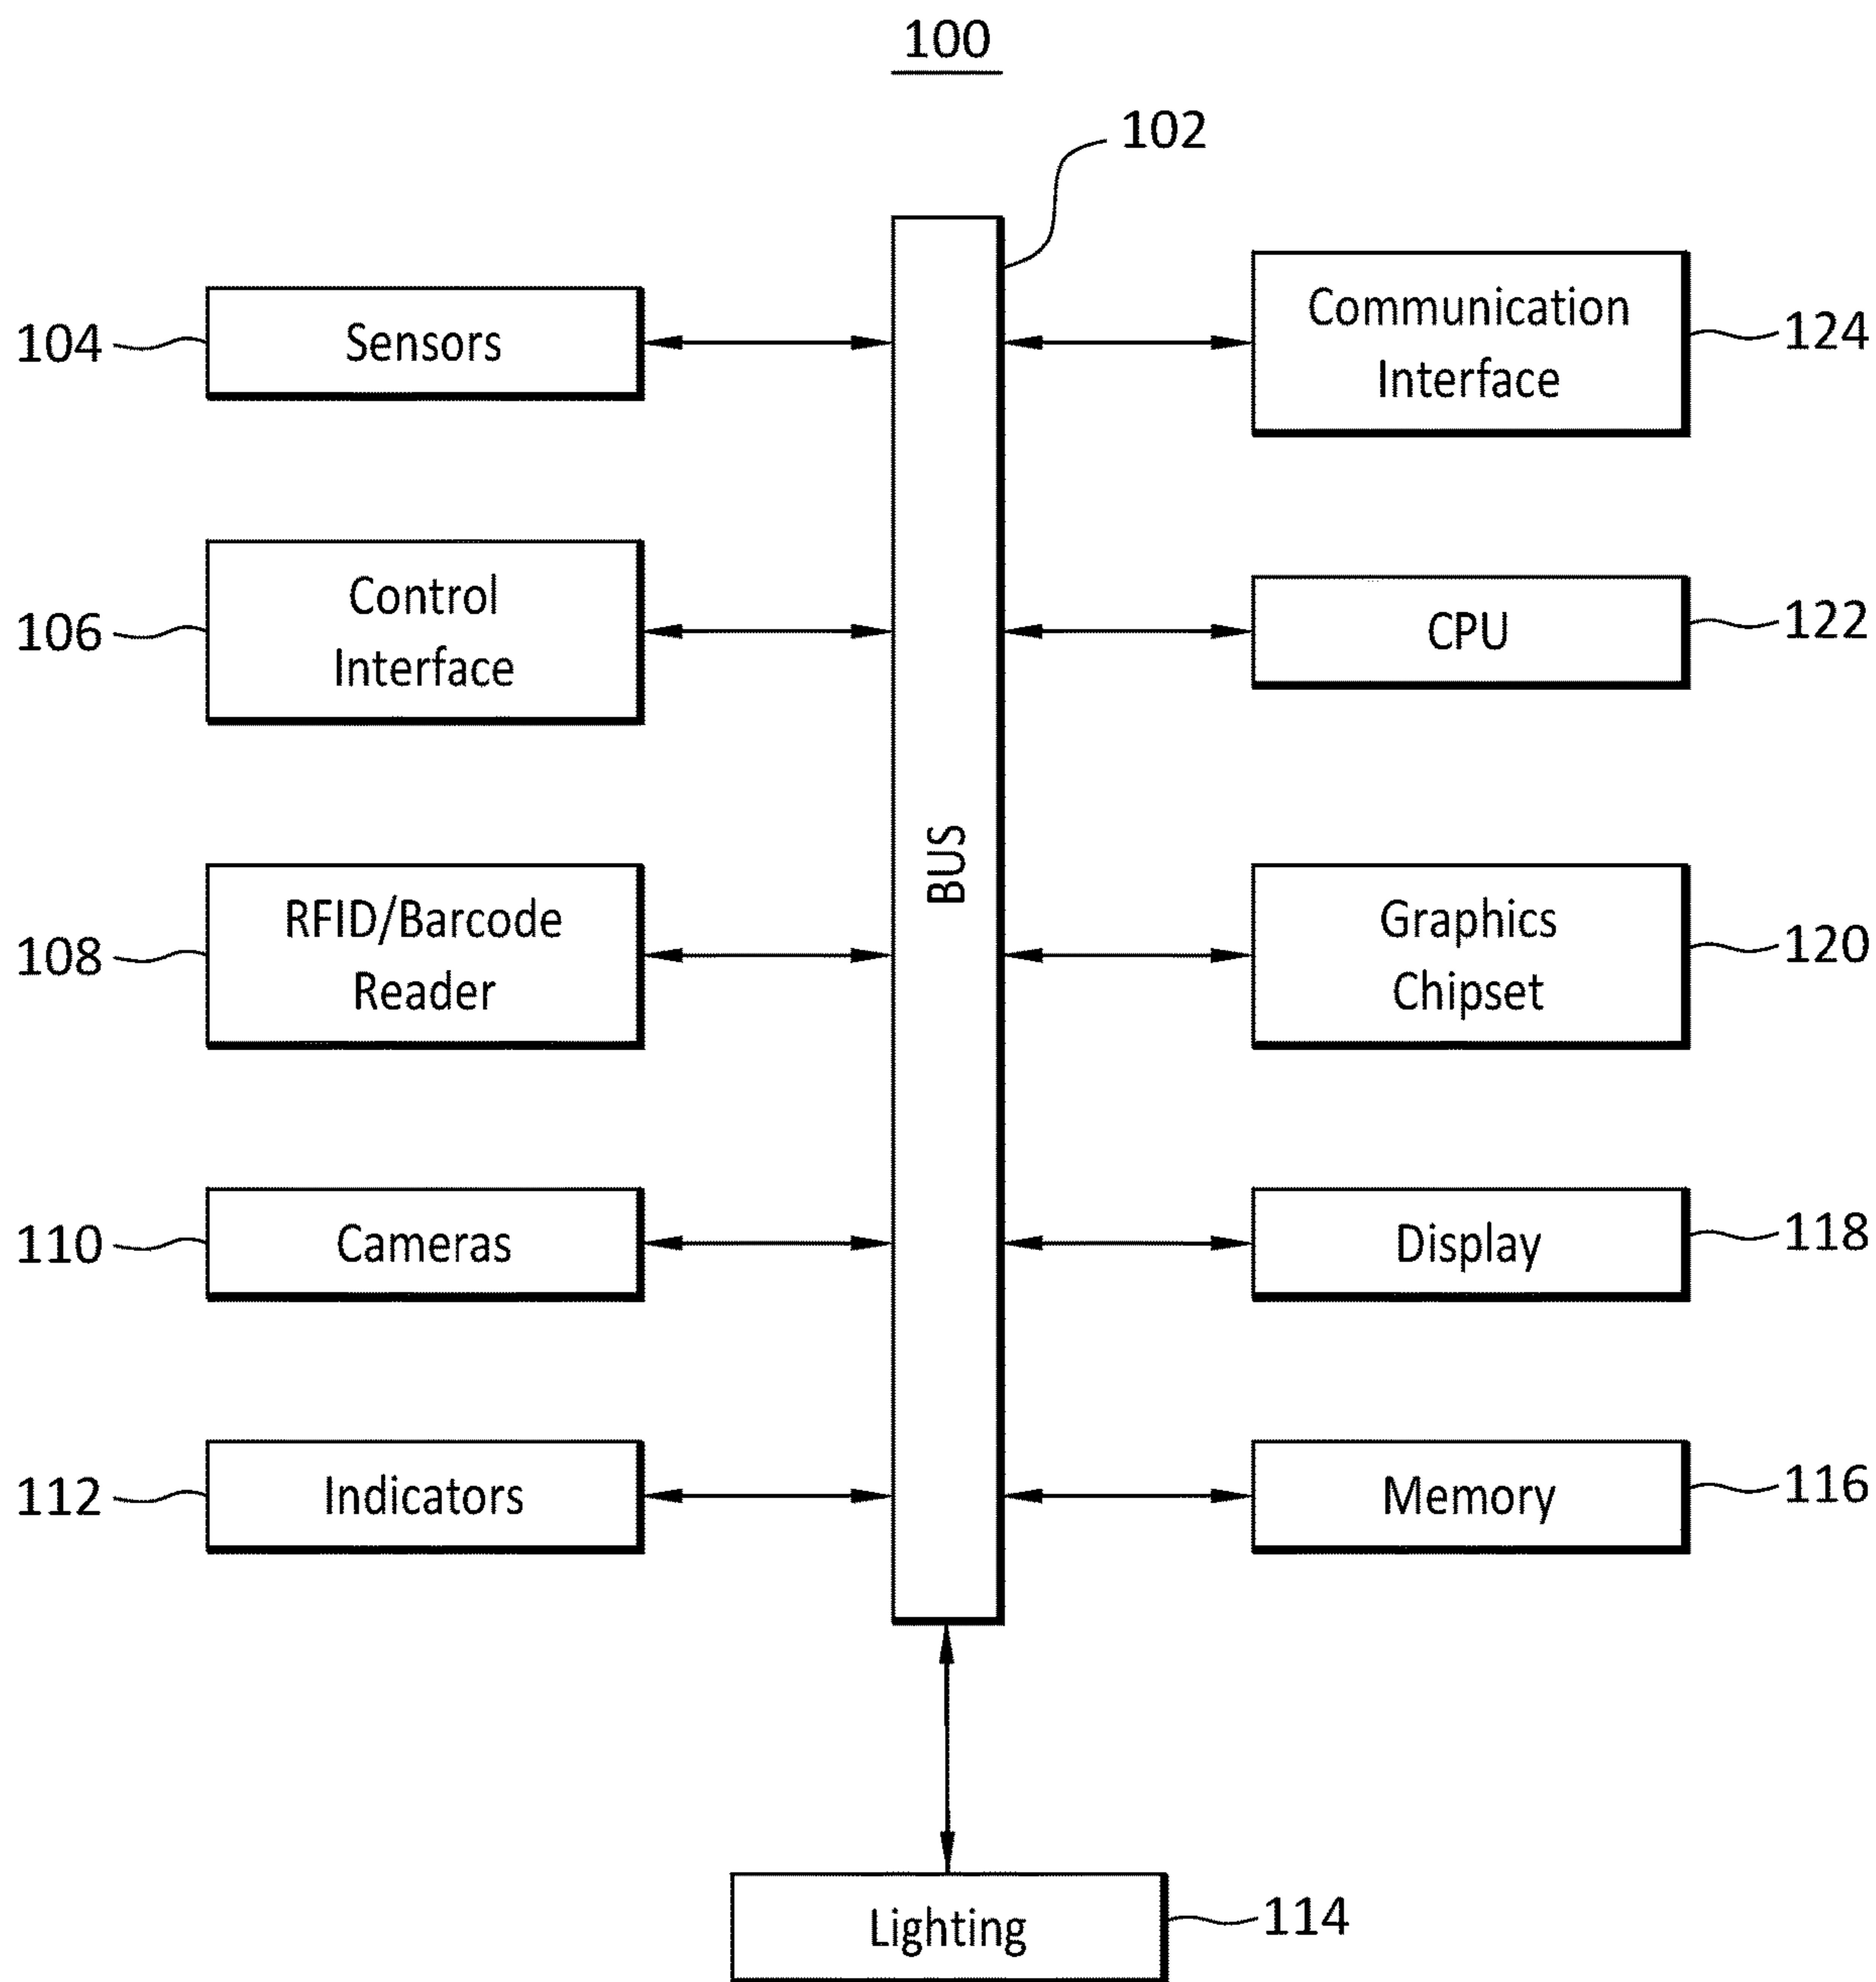 100
102
104
Sensors
Communication
Interface
124
106
Control
Interface
CPU
122
BUS
108
RFID/Barcode
Reader
Graphics
Chipset
120
110
Cameras
Display
118
112
Indicators
Memory
116
Lighting
114